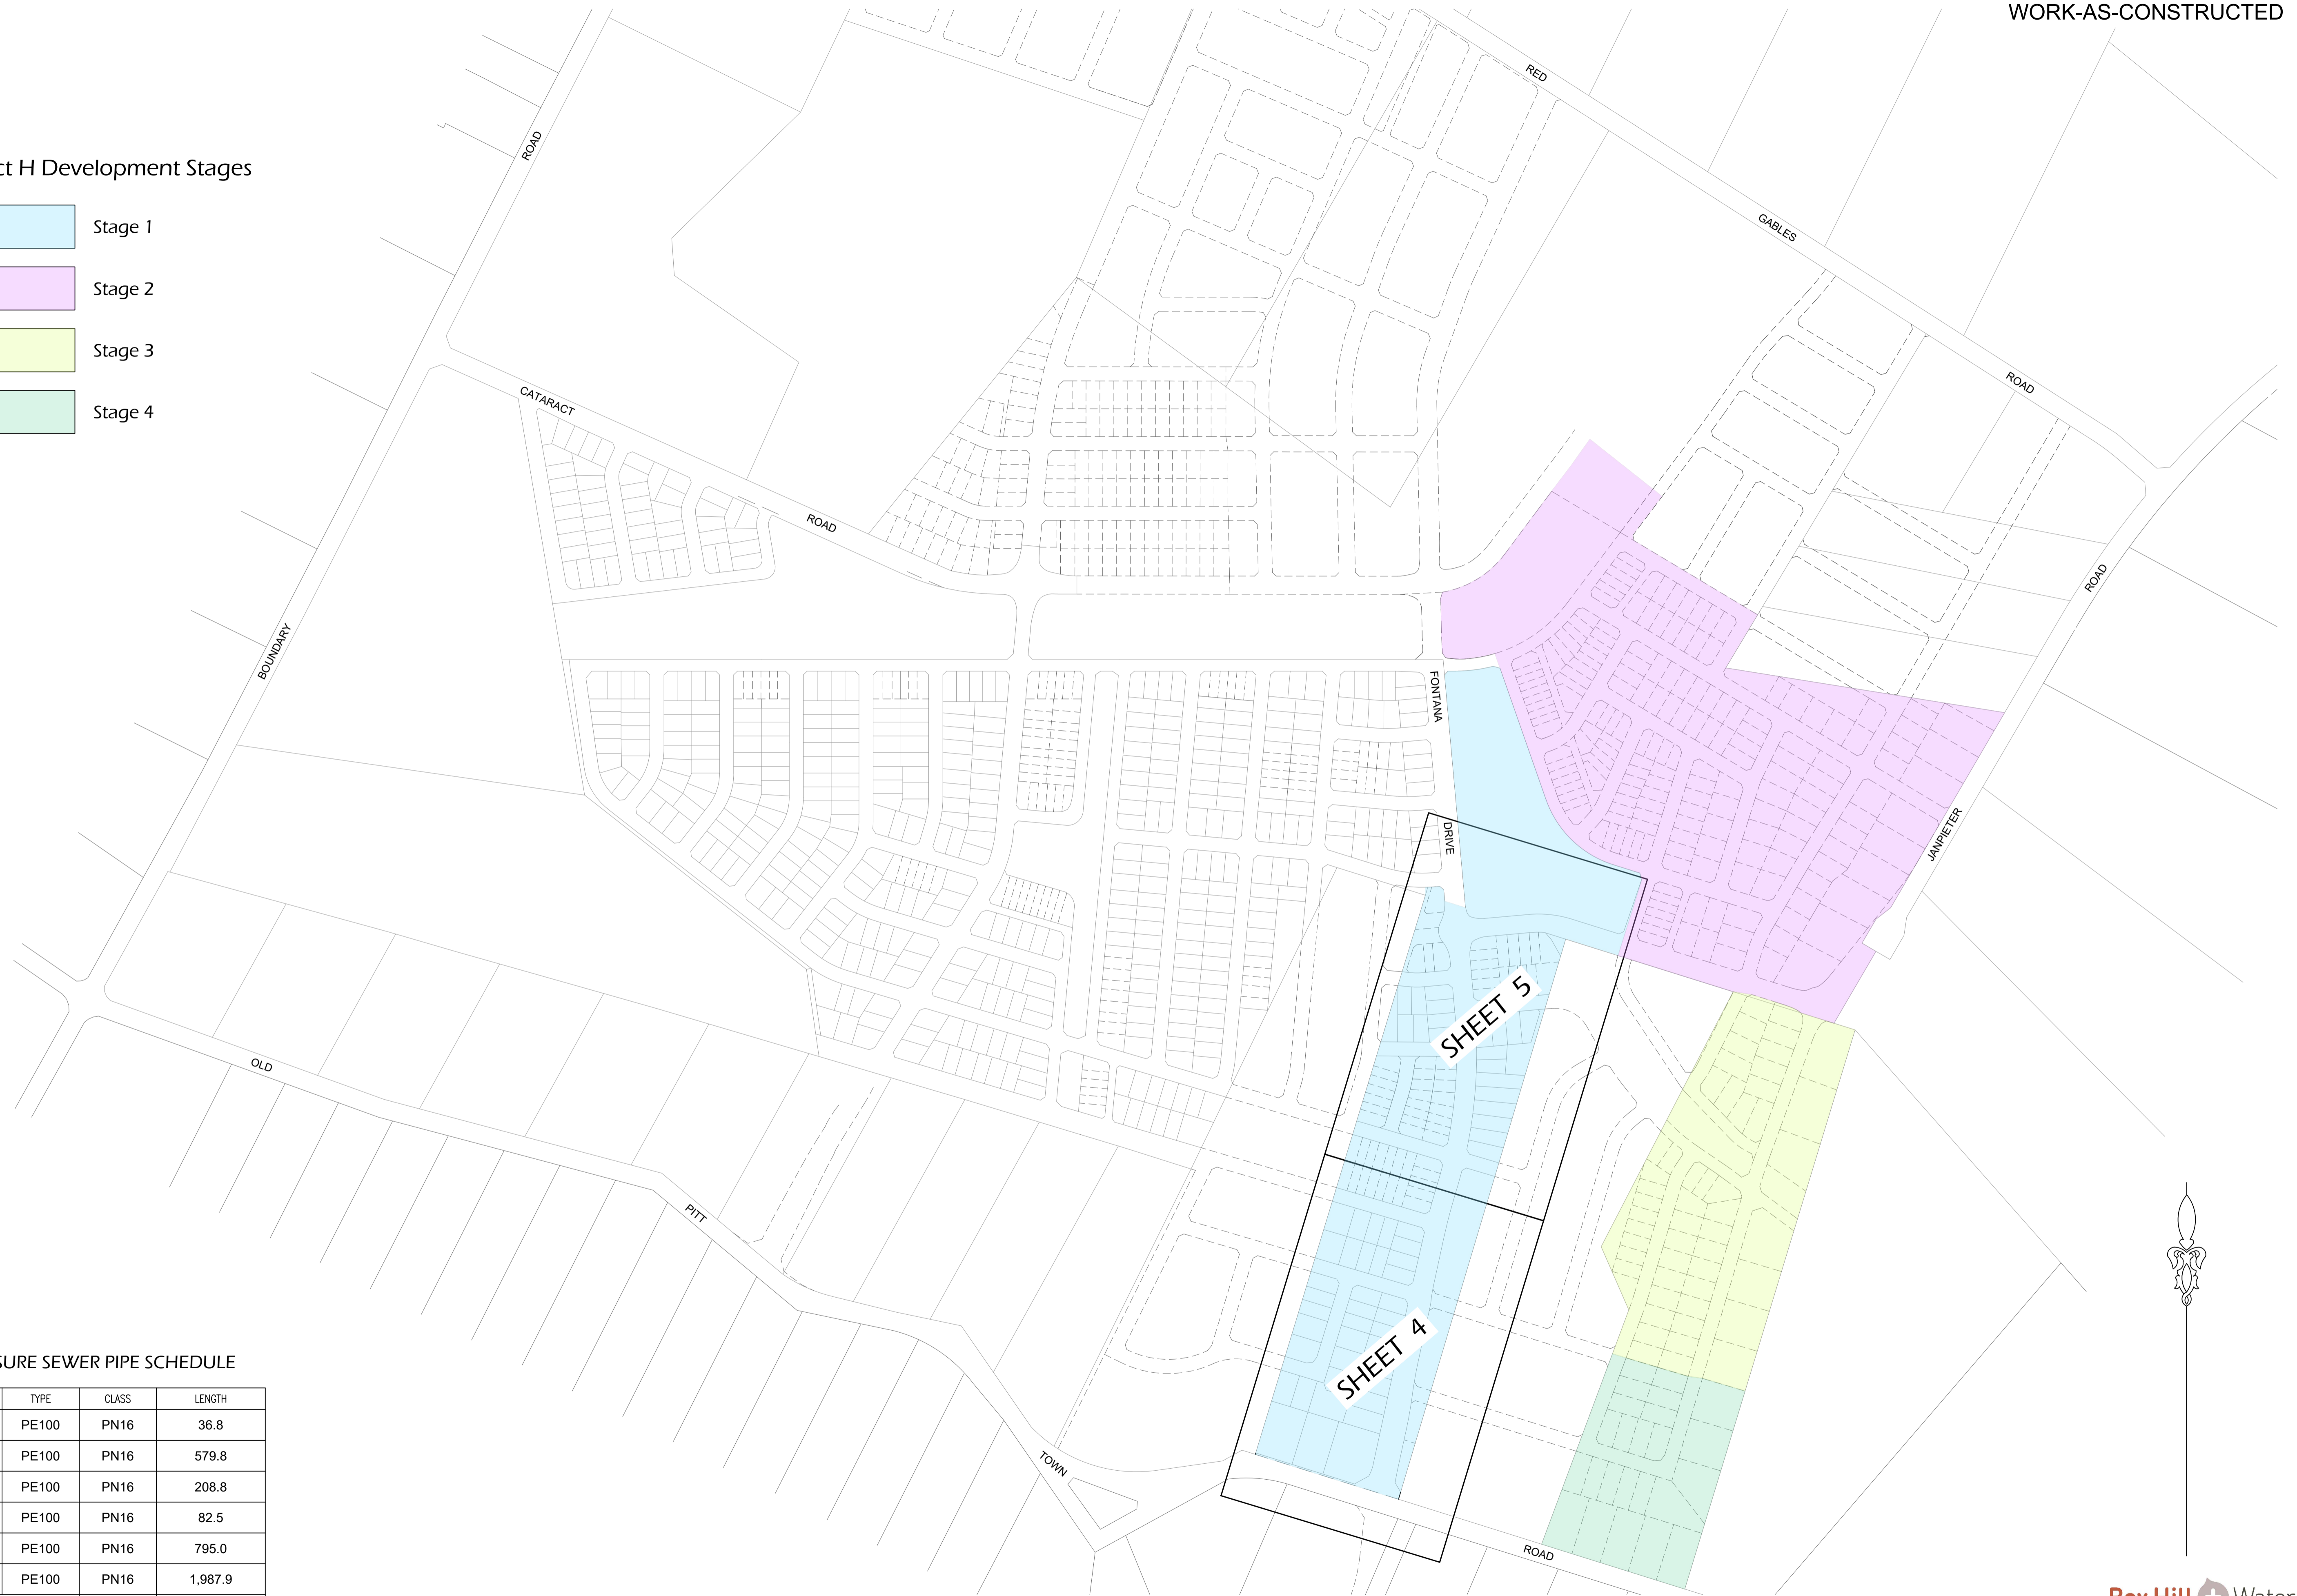 WORK-AS-CONSTRUCTED
RED
ROAD
H Development Stages
Stage 1
GABLES
Stage 2
Stage 3
ROAD
CATARACT
Stage 4
ROAD
ROAD
BOUNDARY
FONTANA
DRIVE
JANPIETER
SHEET 5
OLD
PITT
SHEET 4
SEWER PIPE SCHEDULE
TYPE CLASS LENGTH
PE100 PN16 36.8
PE100 PN16 579.8
PE100 PN16 208.8
PE100 PN16 82.5
PE100 PN16 795.0
PE100 PN16 1,987.9
TOWN
ROAD
Box Hill Water